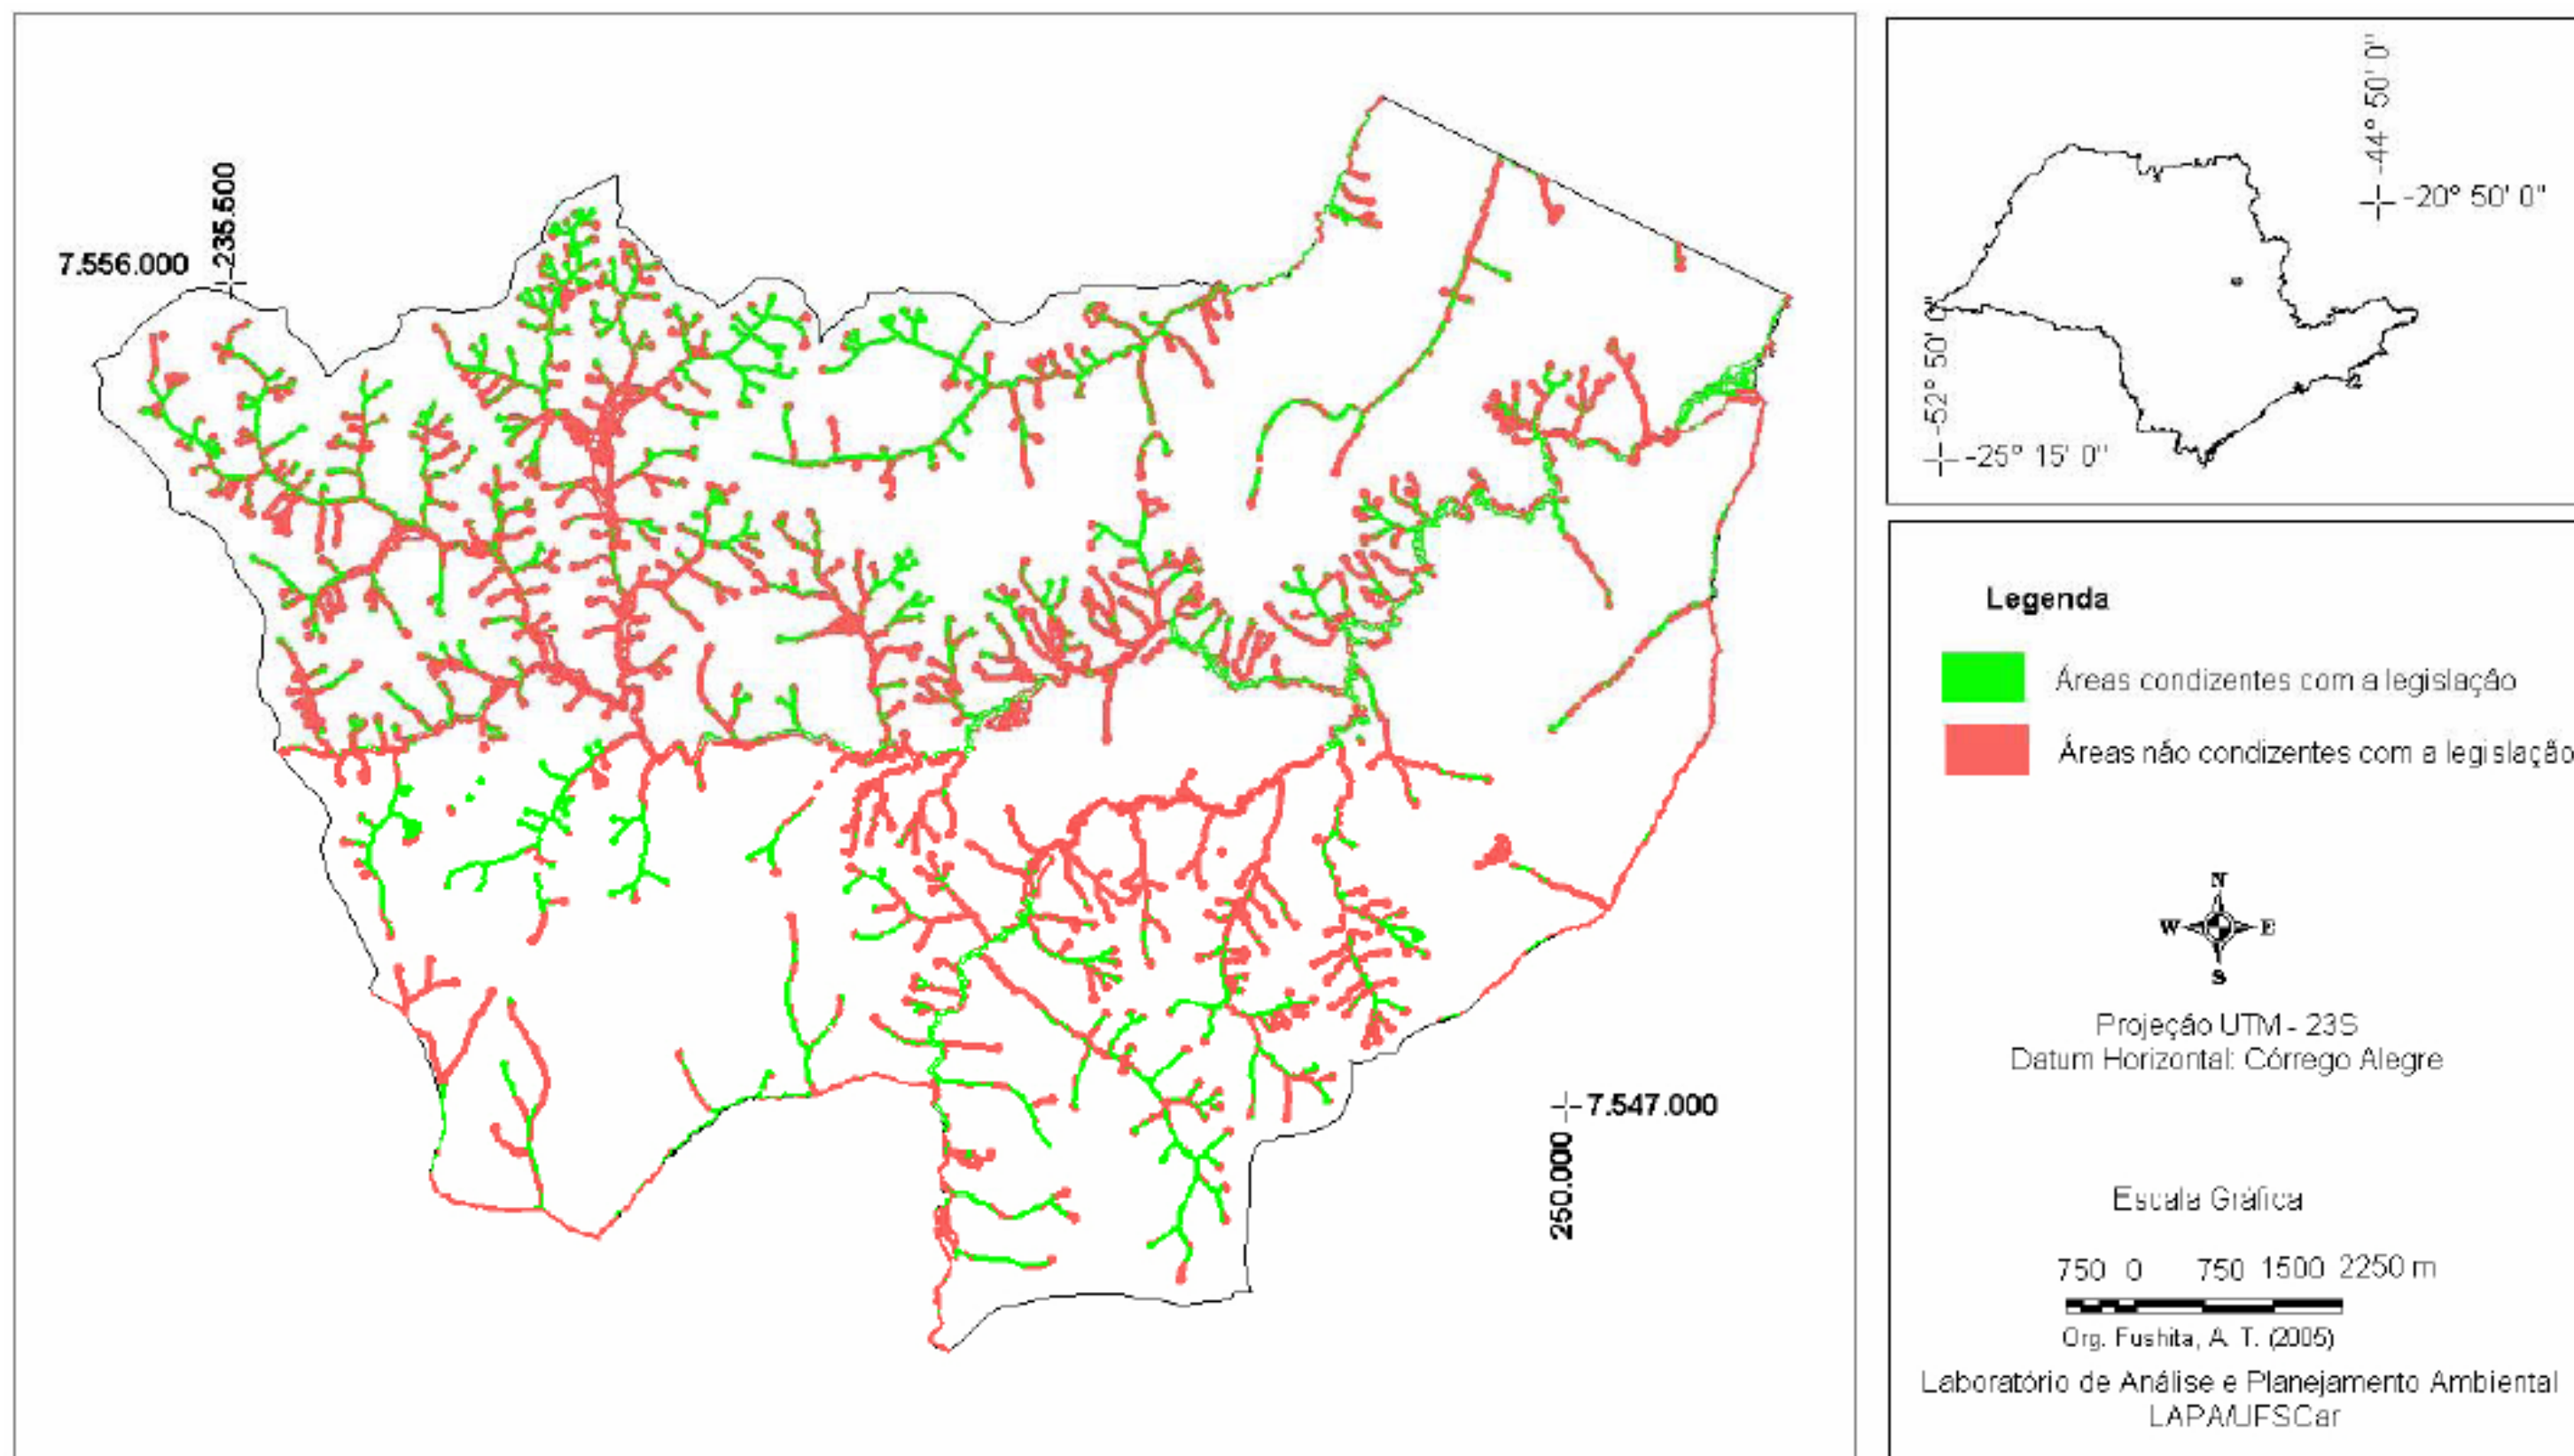 7.556.000
235.500
7.547.000
250.000
-44° 50' 0"
-20° 50' 0"
-52° 50' 0"
-25° 15' 0"
Legenda
Áreas condizentes com a legislação
Áreas não condizentes com a legislação
N
W E
S
Projeção UTM - 23S
Datum Horizontal: Córrego Alegre
Escala Gráfica
750 0 750 1500 2250 m
Org. Fushita, A. T. (2005)
Laboratório de Análise e Planejamento Ambiental
LAPA/UFSCar